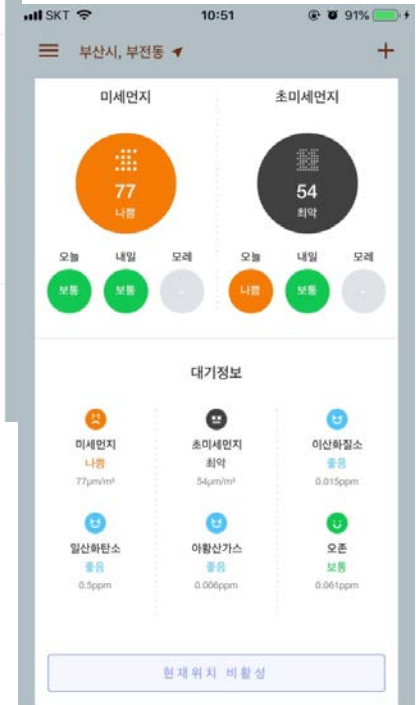 SKT 10:51 91%
부산시, 부전동 +
미세먼지 초미세먼지
77 54
나쁨 최악
오늘 내일 모레 오늘 내일 모레
보통 보통 - 나쁨 보통 -
대기정보
미세먼지 초미세먼지 이산화질소
나쁨 최악 좋음
77μm/m³ 54μm/m³ 0.015ppm
일산화탄소 아황산가스 오존
좋음 좋음 보통
0.5ppm 0.006ppm 0.061ppm
현재위치 비활성